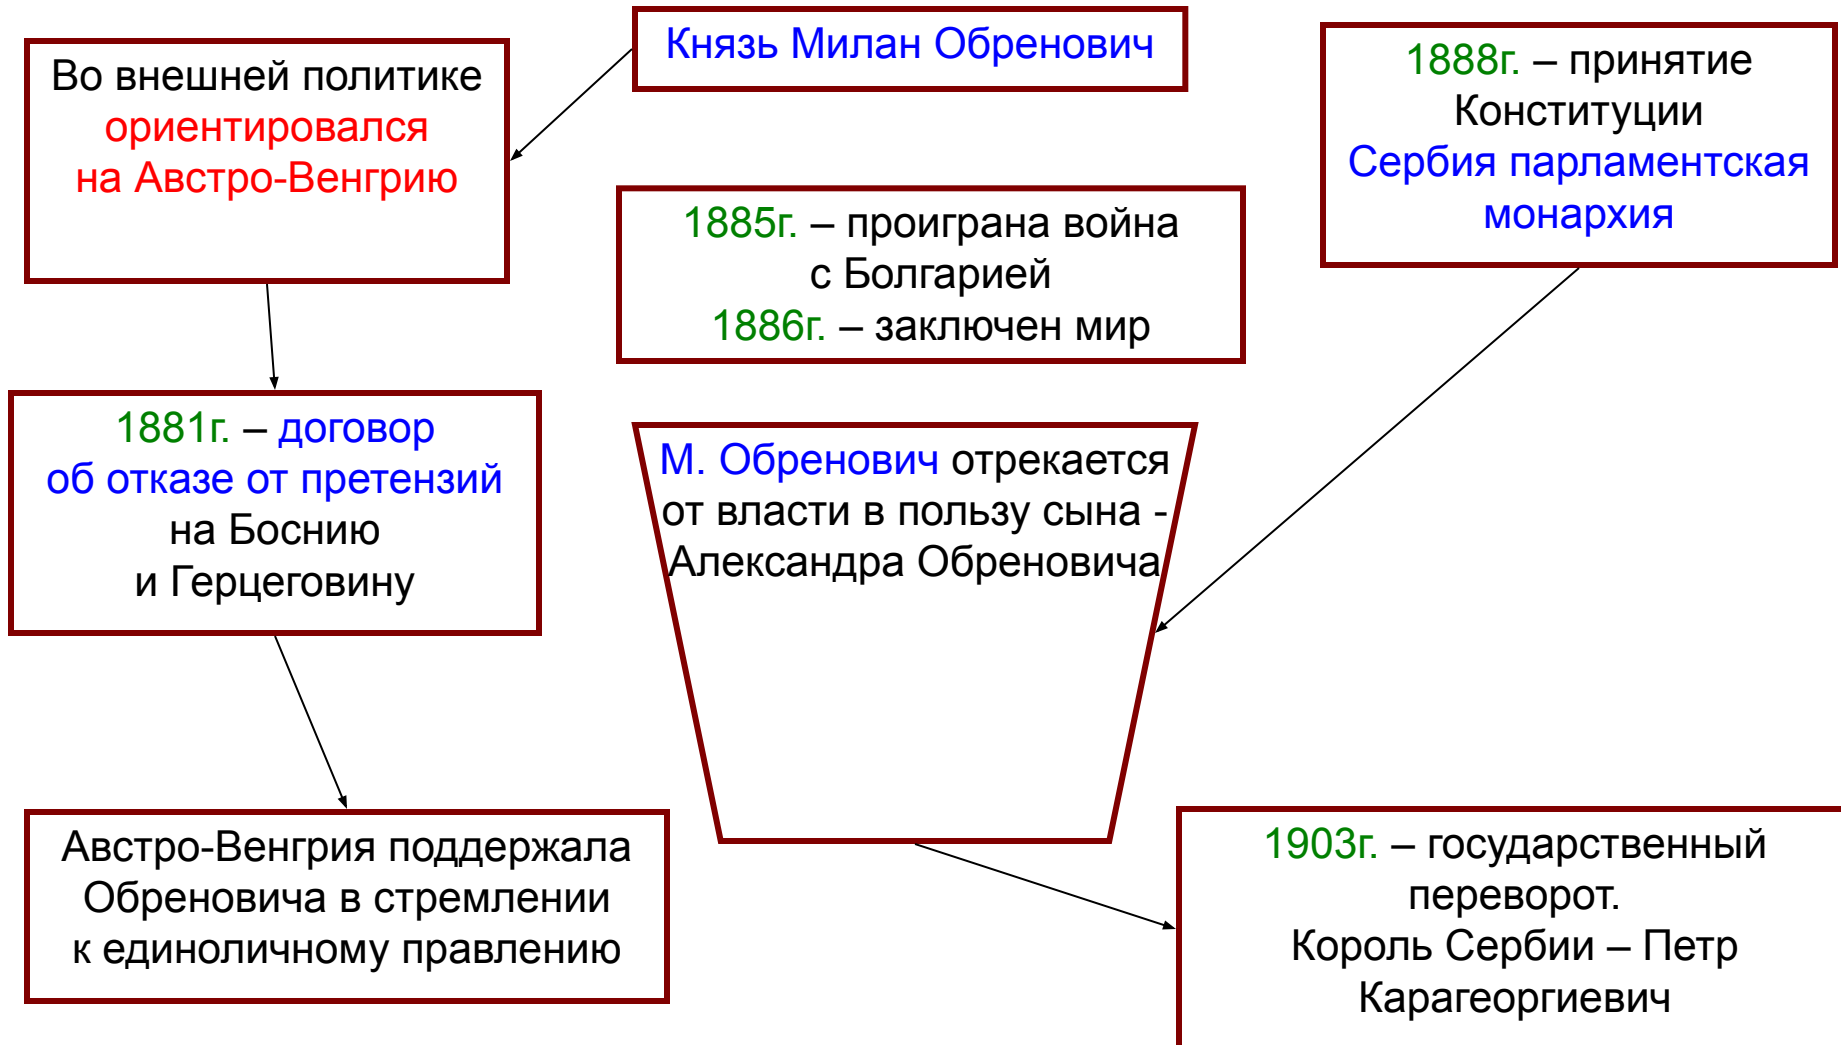 Князь Милан Обренович
Во внешней политике
ориентировался
на Австро-Венгрию
1881г. – договор
об отказе от претензий
на Боснию
и Герцеговину
Австро-Венгрия поддержала
Обреновича в стремлении
к единоличному правлению
1885г. – проиграна война
с Болгарией
1886г. – заключен мир
1888г. – принятие
Конституции
Сербия парламентская
монархия
М. Обренович отрекается
от власти в пользу сына -
Александра Обреновича
1903г. – государственный
переворот.
Король Сербии – Петр
Карагеоргиевич